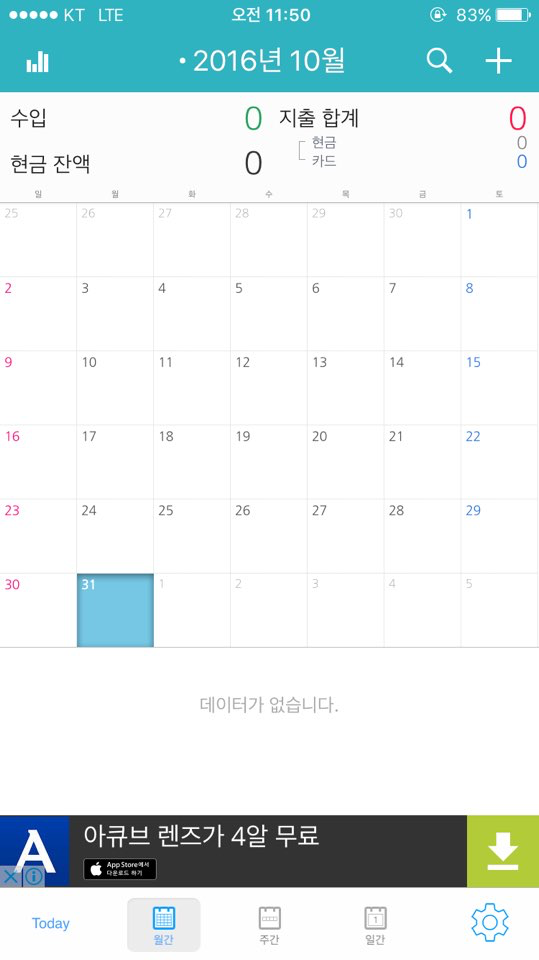 KT LTE 오전 11:50 83%
• 2016년 10월
수입 0 지출 합계 0
현금 0
현금 잔액 0 카드 0
일 월 화 수 목 금 토
25 26 27 28 29 30 1
2 3 4 5 6 7 8
9 10 11 12 13 14 15
16 17 18 19 20 21 22
23 24 25 26 27 28 29
30 31 1 2 3 4 5
데이터가 없습니다.
A 아큐브 렌즈가 4알 무료
App Store에서
다운로드 하기
Today 월간 주간 1 일간